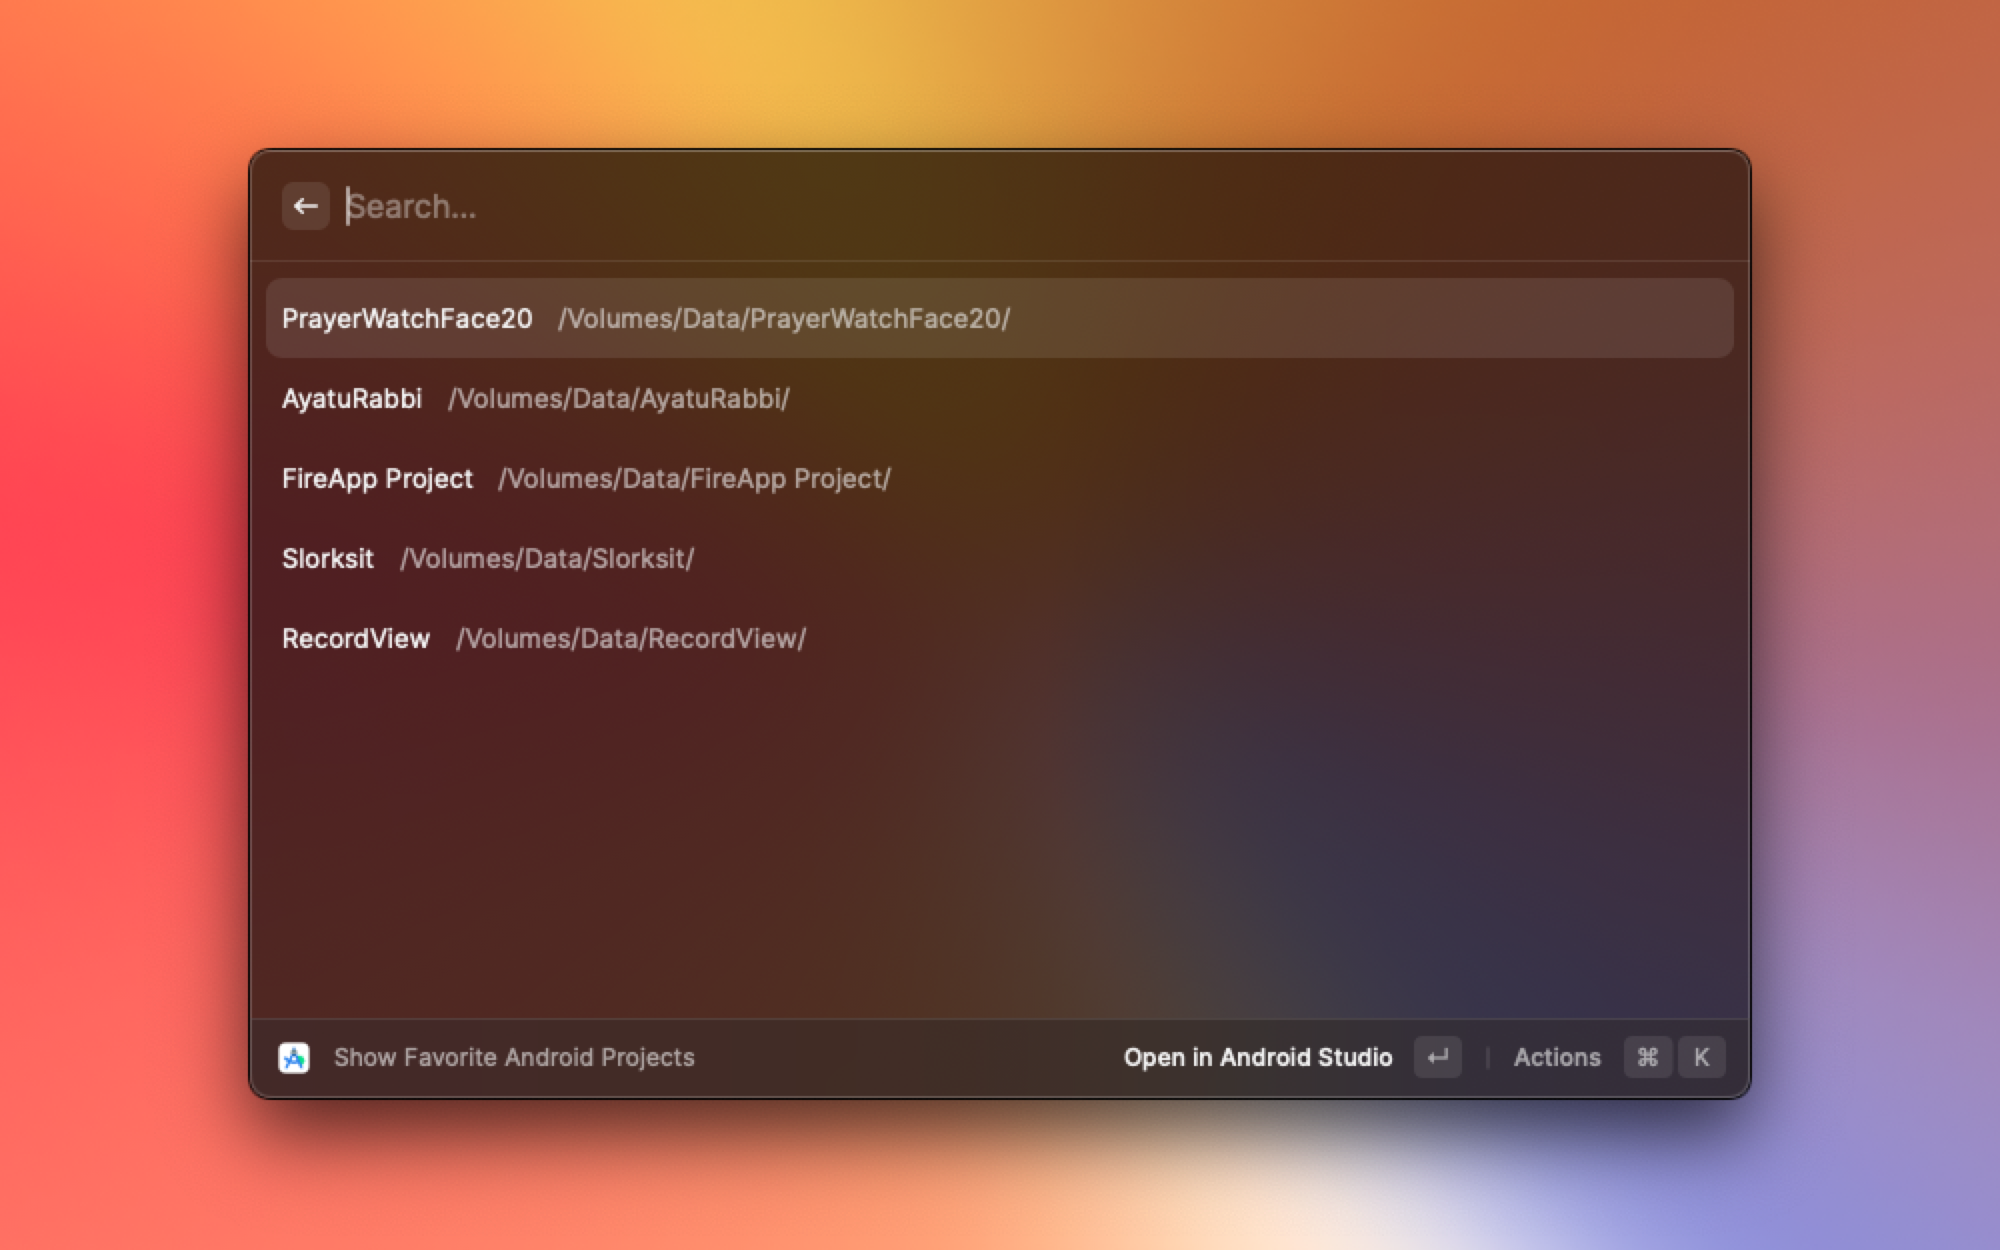 Search...
PrayerWatchFace20 /Volumes/Data/PrayerWatchFace20/
AyatuRabbi /Volumes/Data/AyatuRabbi/
FireApp Project /Volumes/Data/FireApp Project/
Slorksit /Volumes/Data/Slorksit/
RecordView /Volumes/Data/RecordView/
Show Favorite Android Projects Open in Android Studio ↵ | Actions ⌘ K